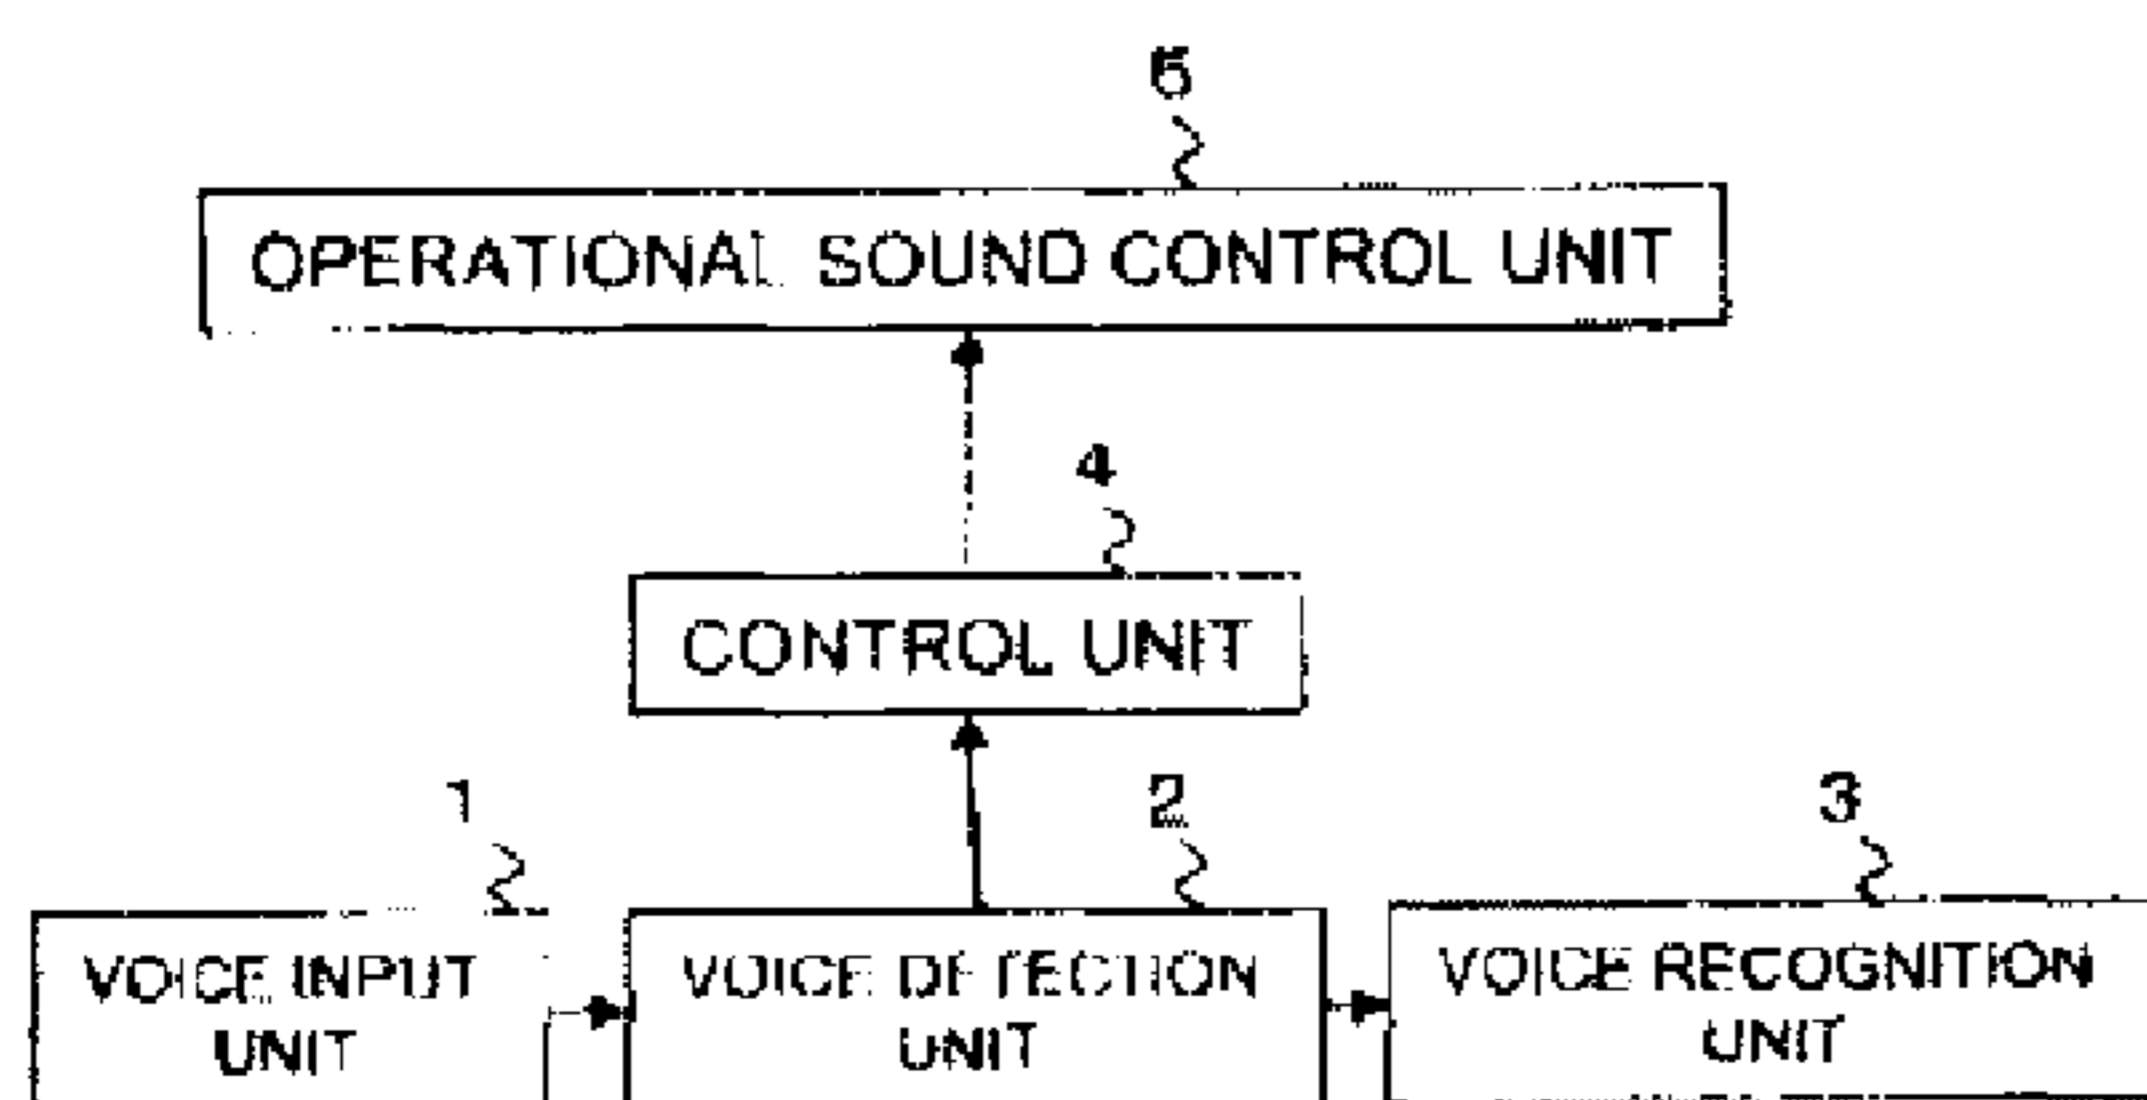 5
OPERATIONAL SOUND CONTROL UNIT
4
CONTROL UNIT
1
2
3
VOICE INPUT
UNIT
VOICE DETECTION
UNIT
VOICE RECOGNITION
UNIT